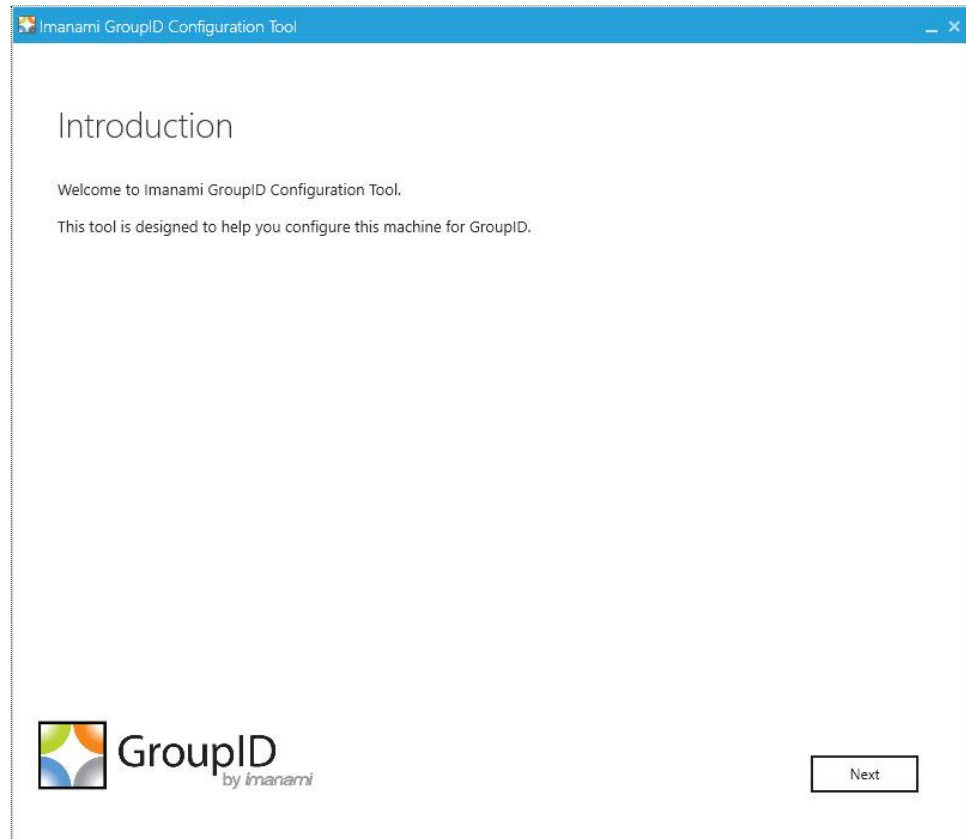 Imanami GroupID Configuration Tool
Introduction
Welcome to Imanami GroupID Configuration Tool.
This tool is designed to help you configure this machine for GroupID.
GroupID
by imanami
Next